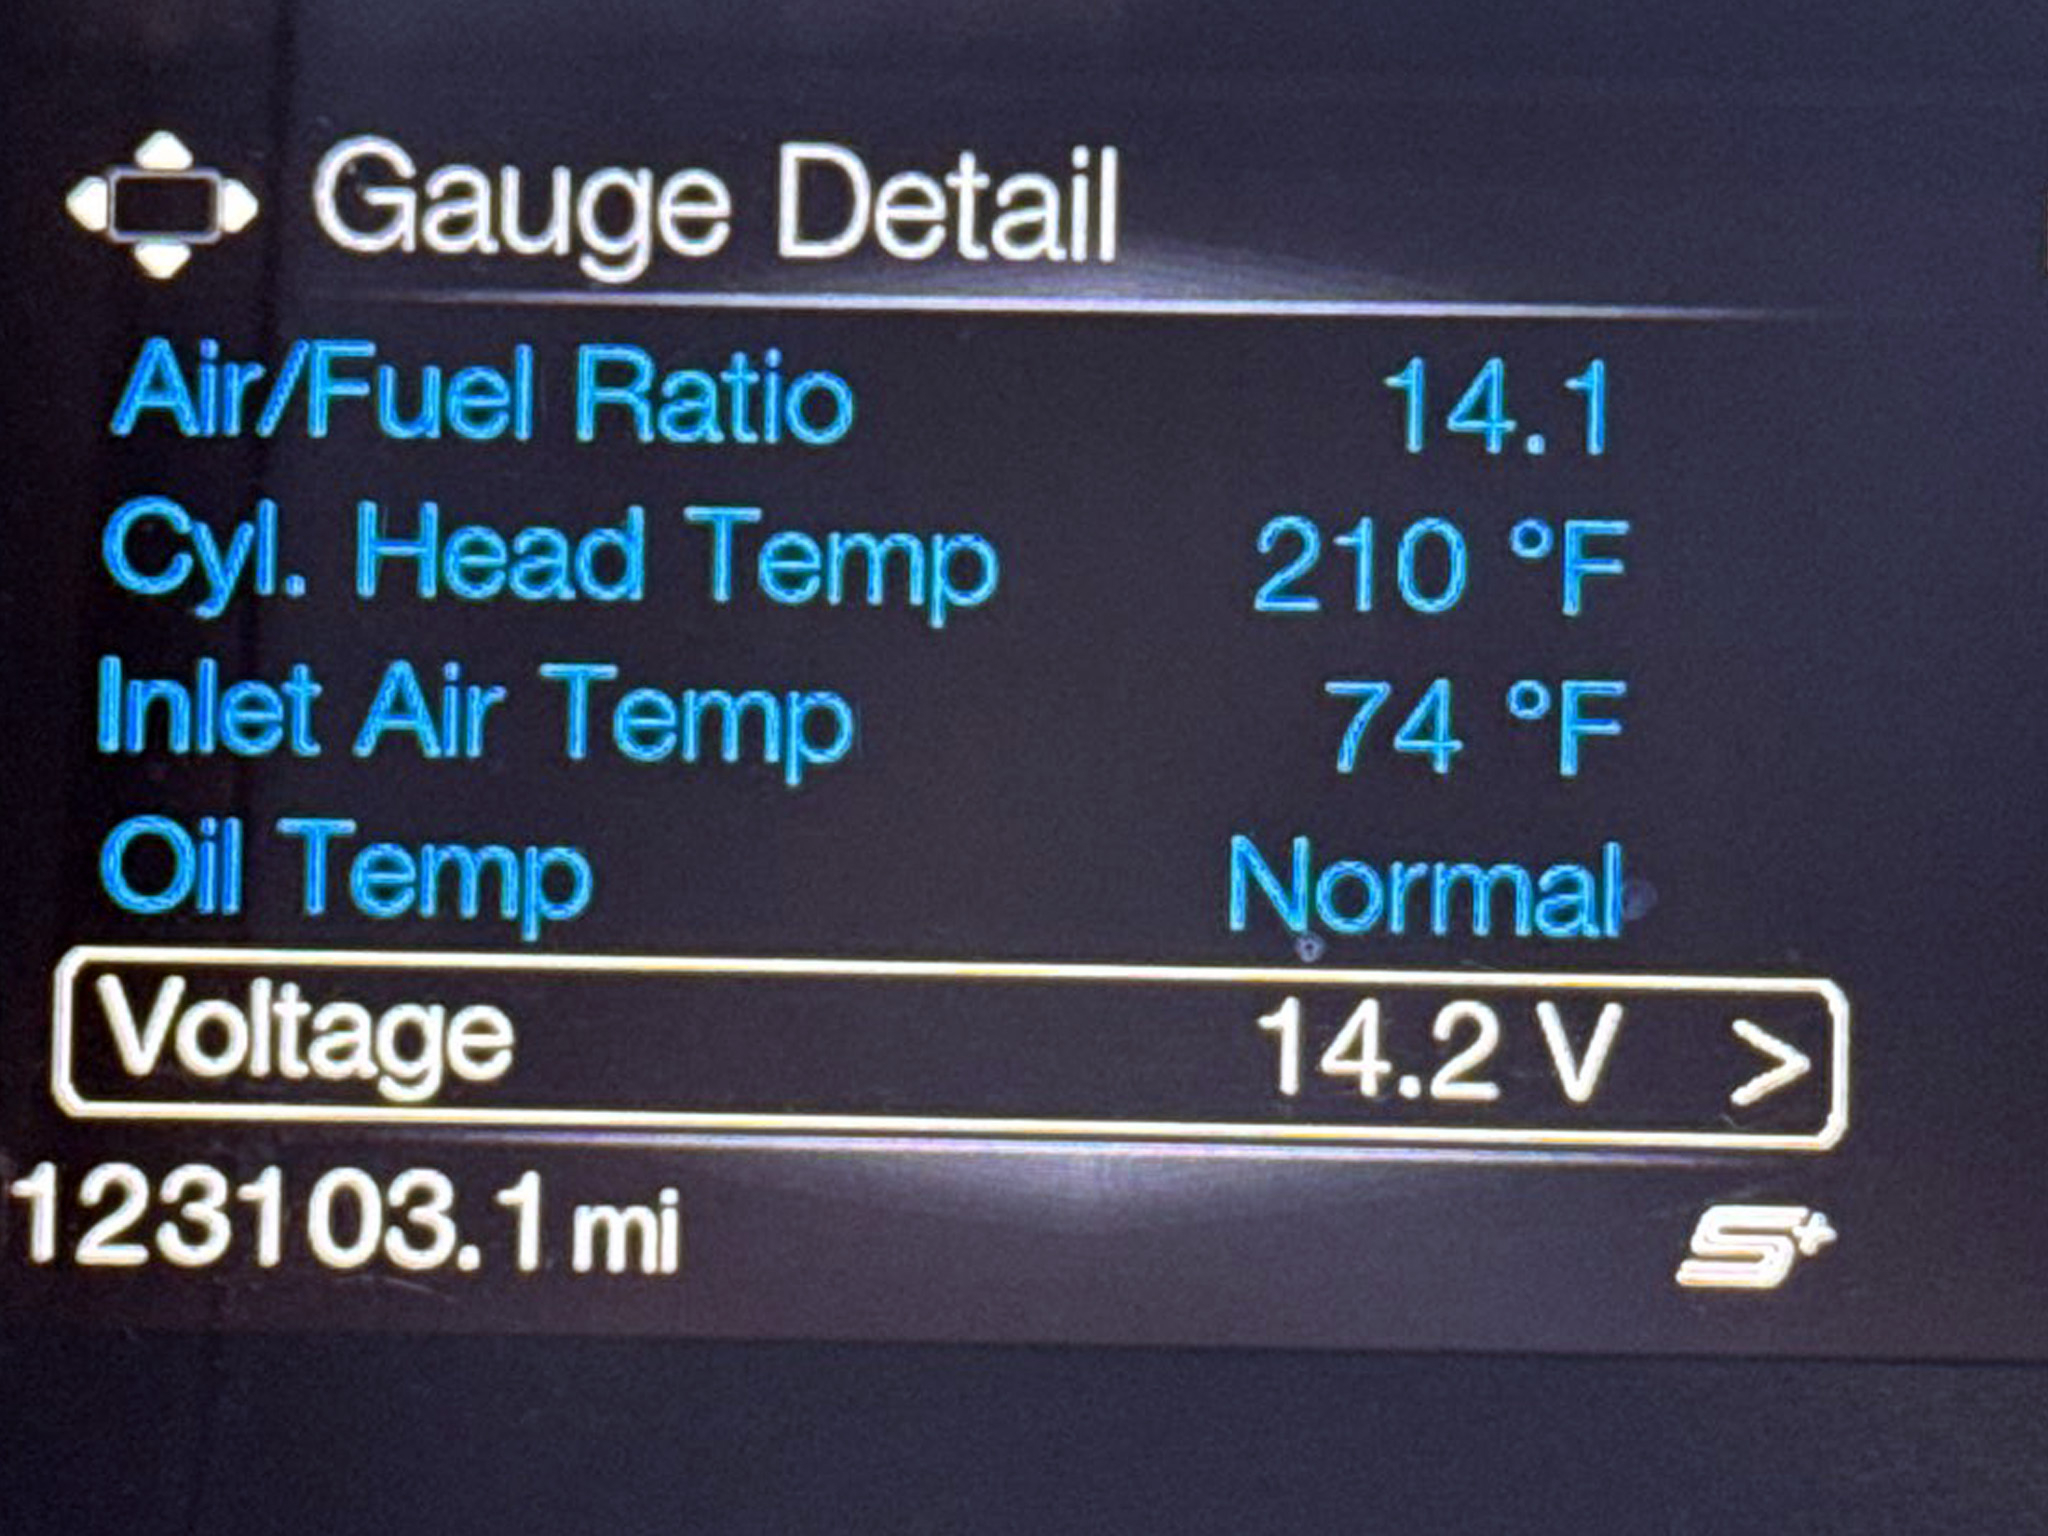 Gauge Detail
Air/Fuel Ratio 14.1
Cyl. Head Temp 210 °F
Inlet Air Temp 74 °F
Oil Temp Normal
Voltage 14.2 V >
123103.1 mi S+